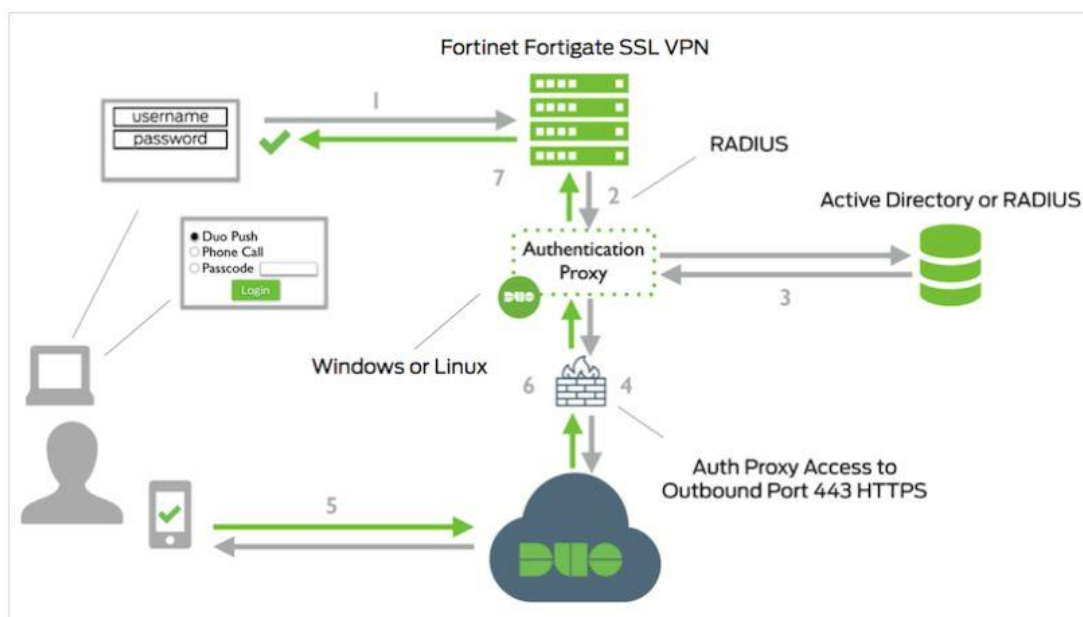 Fortinet Fortigate SSL VPN
username
password
1
7
2
RADIUS
Active Directory or RADIUS
Duo Push
Phone Call
Passcode
Login
Authentication
Proxy
DUO
3
Windows or Linux
6
4
Auth Proxy Access to
Outbound Port 443 HTTPS
5
DUO